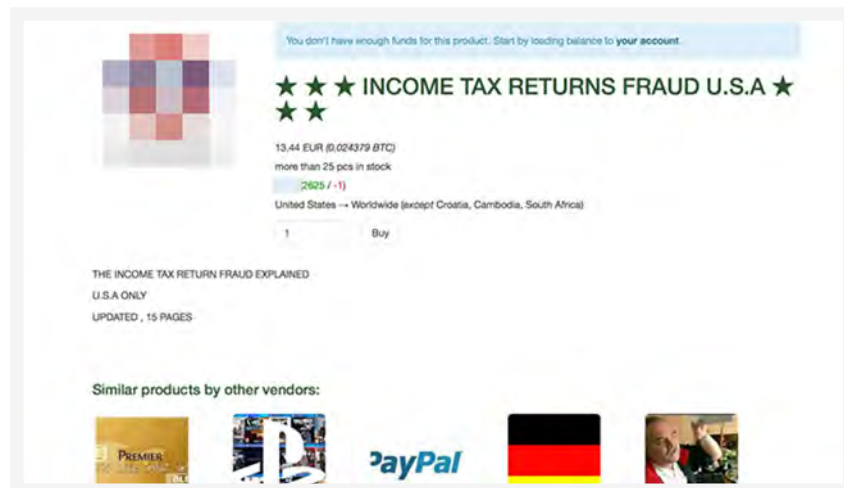 You don't have enough funds for this product. Start by loading balance to your account.
★ ★ ★ INCOME TAX RETURNS FRAUD U.S.A ★
★ ★
13,44 EUR (0,024379 BTC)
more than 25 pcs in stock
(2625 / -1)
United States → Worldwide (except Croatia, Cambodia, South Africa)
1 Buy
THE INCOME TAX RETURN FRAUD EXPLAINED
U.S.A ONLY
UPDATED , 15 PAGES
Similar products by other vendors:
PREMIER
PayPal